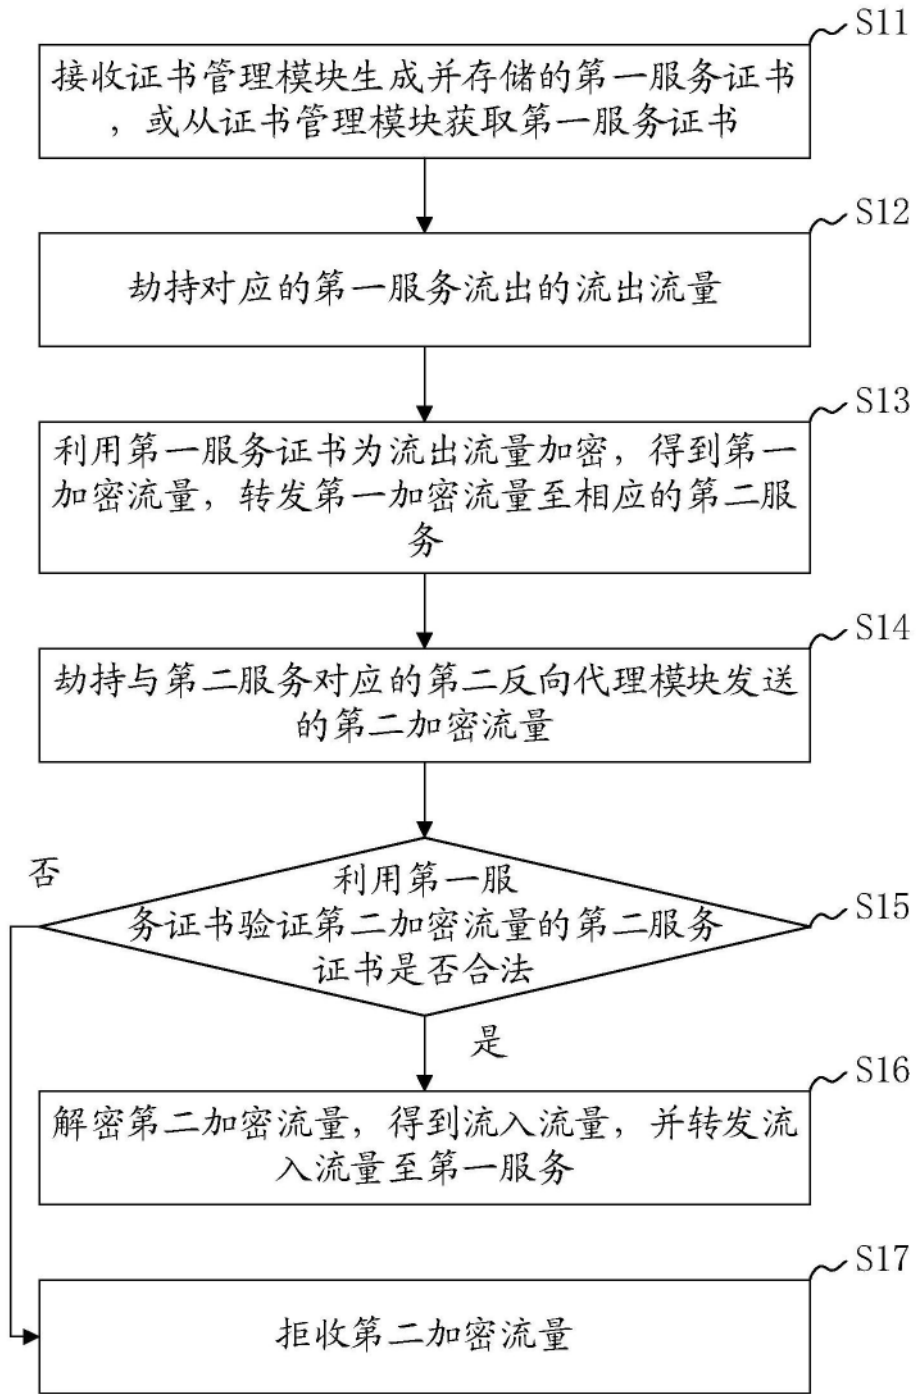 S11
接收证书管理模块生成并存储的第一服务证书
，或从证书管理模块获取第一服务证书
S12
劫持对应的第一服务流出的流出流量
S13
利用第一服务证书为流出流量加密，得到第一
加密流量，转发第一加密流量至相应的第二服
务
S14
劫持与第二服务对应的第二反向代理模块发送
的第二加密流量
否
利用第一服
务证书验证第二加密流量的第二服务
证书是否合法
S15
是
S16
解密第二加密流量，得到流入流量，并转发流
入流量至第一服务
S17
拒收第二加密流量